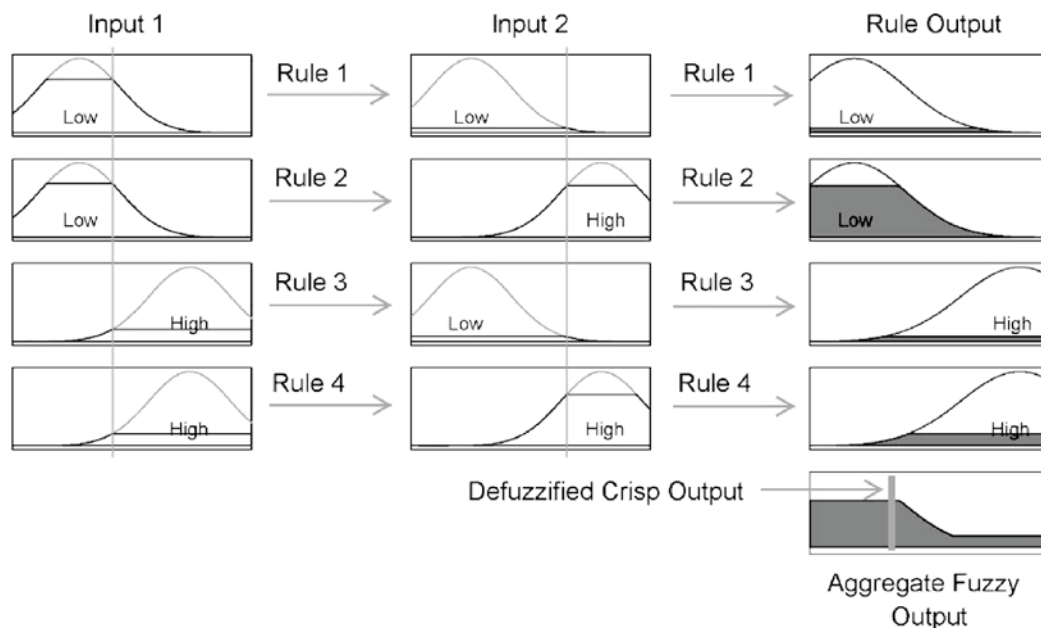 Input 1 Input 2 Rule Output
Rule 1 Rule 1
Low Low Low
Rule 2 Rule 2
Low High Low
Rule 3 Rule 3
High Low High
Rule 4 Rule 4
High High High
Defuzzified Crisp Output
Aggregate Fuzzy
Output